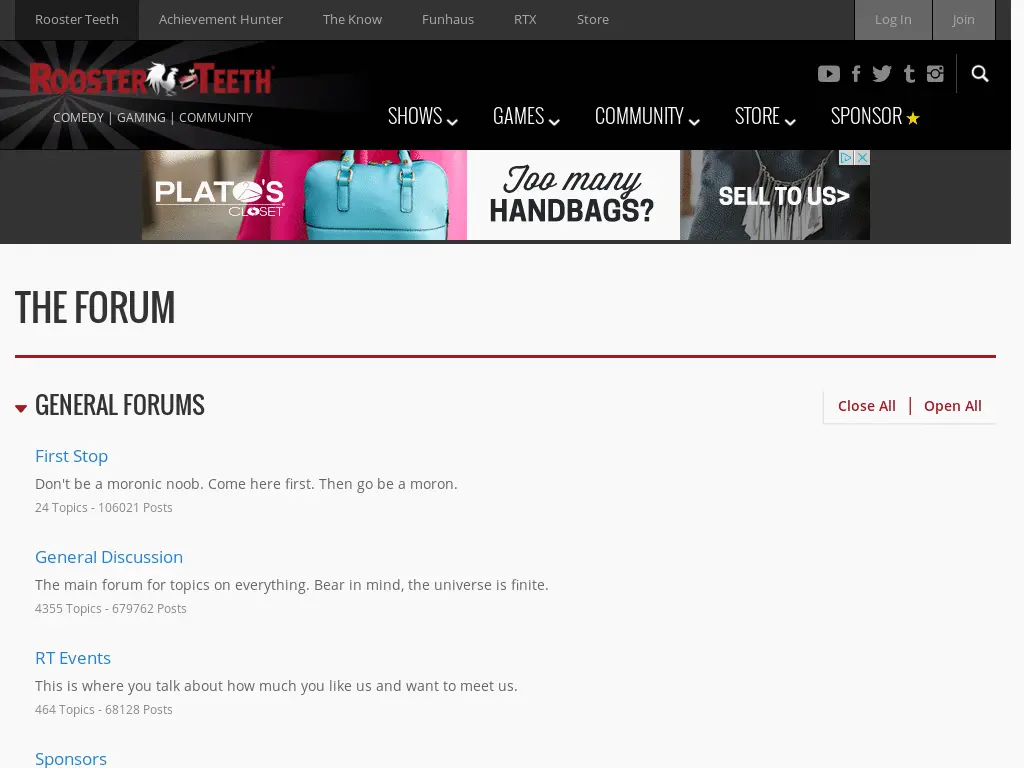 Rooster Teeth Achievement Hunter The Know Funhaus RTX Store Log In Join
ROOSTER TEETH
COMEDY | GAMING | COMMUNITY
SHOWS GAMES COMMUNITY STORE SPONSOR
PLATO'S
CLOSET
Too many
HANDBAGS?
SELL TO US>
THE FORUM
GENERAL FORUMS
Close All | Open All
First Stop
Don't be a moronic noob. Come here first. Then go be a moron.
24 Topics - 106021 Posts
General Discussion
The main forum for topics on everything. Bear in mind, the universe is finite.
4355 Topics - 679762 Posts
RT Events
This is where you talk about how much you like us and want to meet us.
464 Topics - 68128 Posts
Sponsors